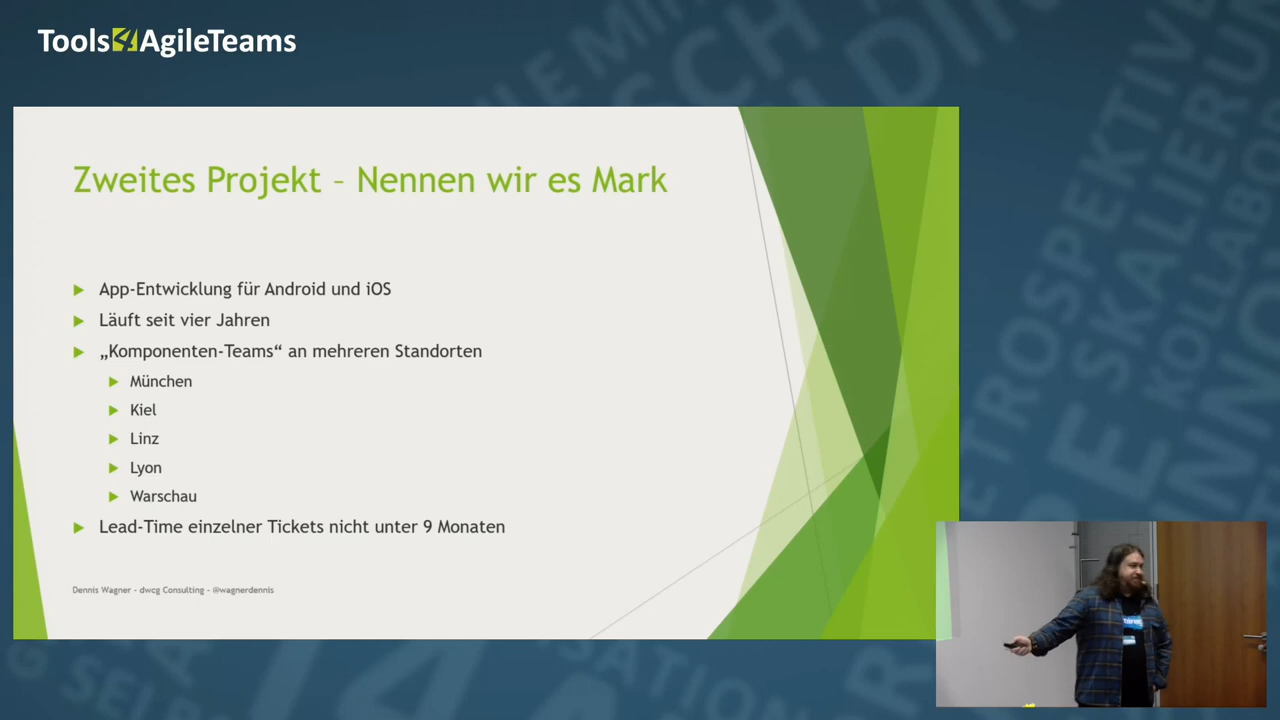 Tools4AgileTeams
Zweites Projekt – Nennen wir es Mark
App-Entwicklung für Android und iOS
Läuft seit vier Jahren
„Komponenten-Teams“ an mehreren Standorten
München
Kiel
Linz
Lyon
Warschau
Lead-Time einzelner Tickets nicht unter 9 Monaten
Dennis Wagner - dwcg Consulting - @wagnerdennis